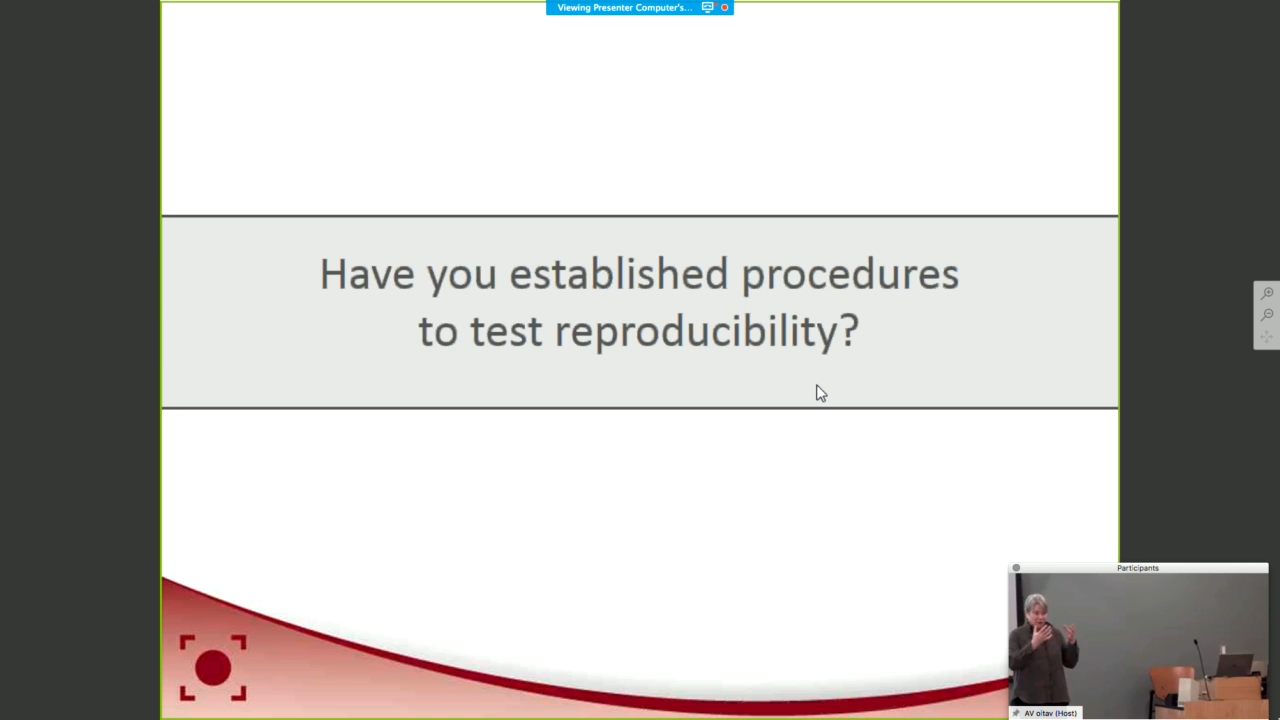 Viewing Presenter Computer's...
Have you established procedures
to test reproducibility?
Participants
AV oitav (Host)